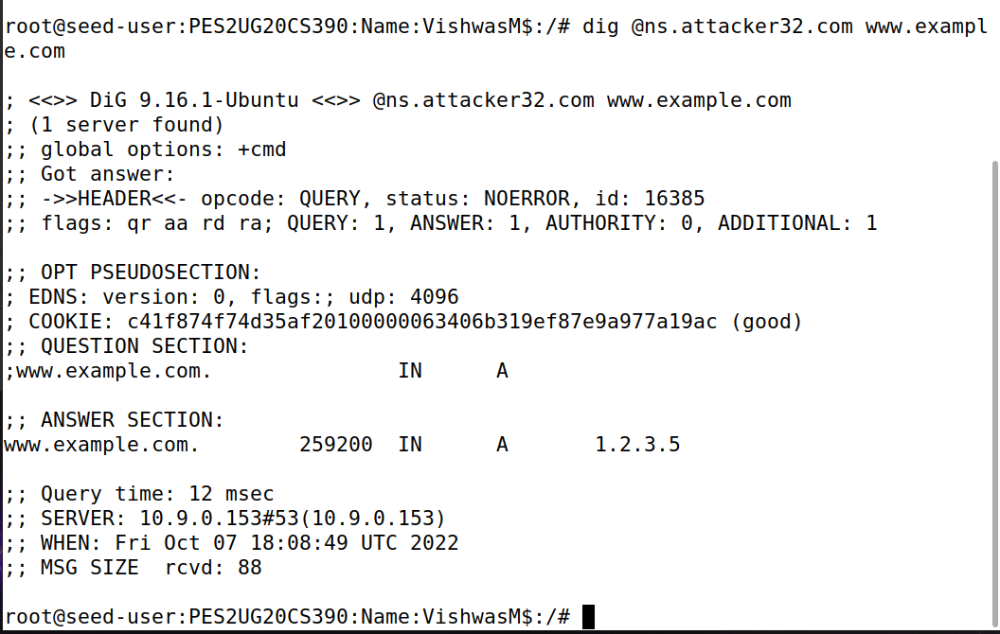 root@seed-user:PES2UG20CS390:Name:VishwasM$:/# dig @ns.attacker32.com www.exampl
e.com
; <<>> DiG 9.16.1-Ubuntu <<>> @ns.attacker32.com www.example.com
; (1 server found)
;; global options: +cmd
;; Got answer:
;; ->>HEADER<<- opcode: QUERY, status: NOERROR, id: 16385
;; flags: qr aa rd ra; QUERY: 1, ANSWER: 1, AUTHORITY: 0, ADDITIONAL: 1
;; OPT PSEUDOSECTION:
; EDNS: version: 0, flags:; udp: 4096
; COOKIE: c41f874f74d35af20100000063406b319ef87e9a977a19ac (good)
;; QUESTION SECTION:
;www.example.com. IN A
;; ANSWER SECTION:
www.example.com. 259200 IN A 1.2.3.5
;; Query time: 12 msec
;; SERVER: 10.9.0.153#53(10.9.0.153)
;; WHEN: Fri Oct 07 18:08:49 UTC 2022
;; MSG SIZE rcvd: 88
root@seed-user:PES2UG20CS390:Name:VishwasM$:/#